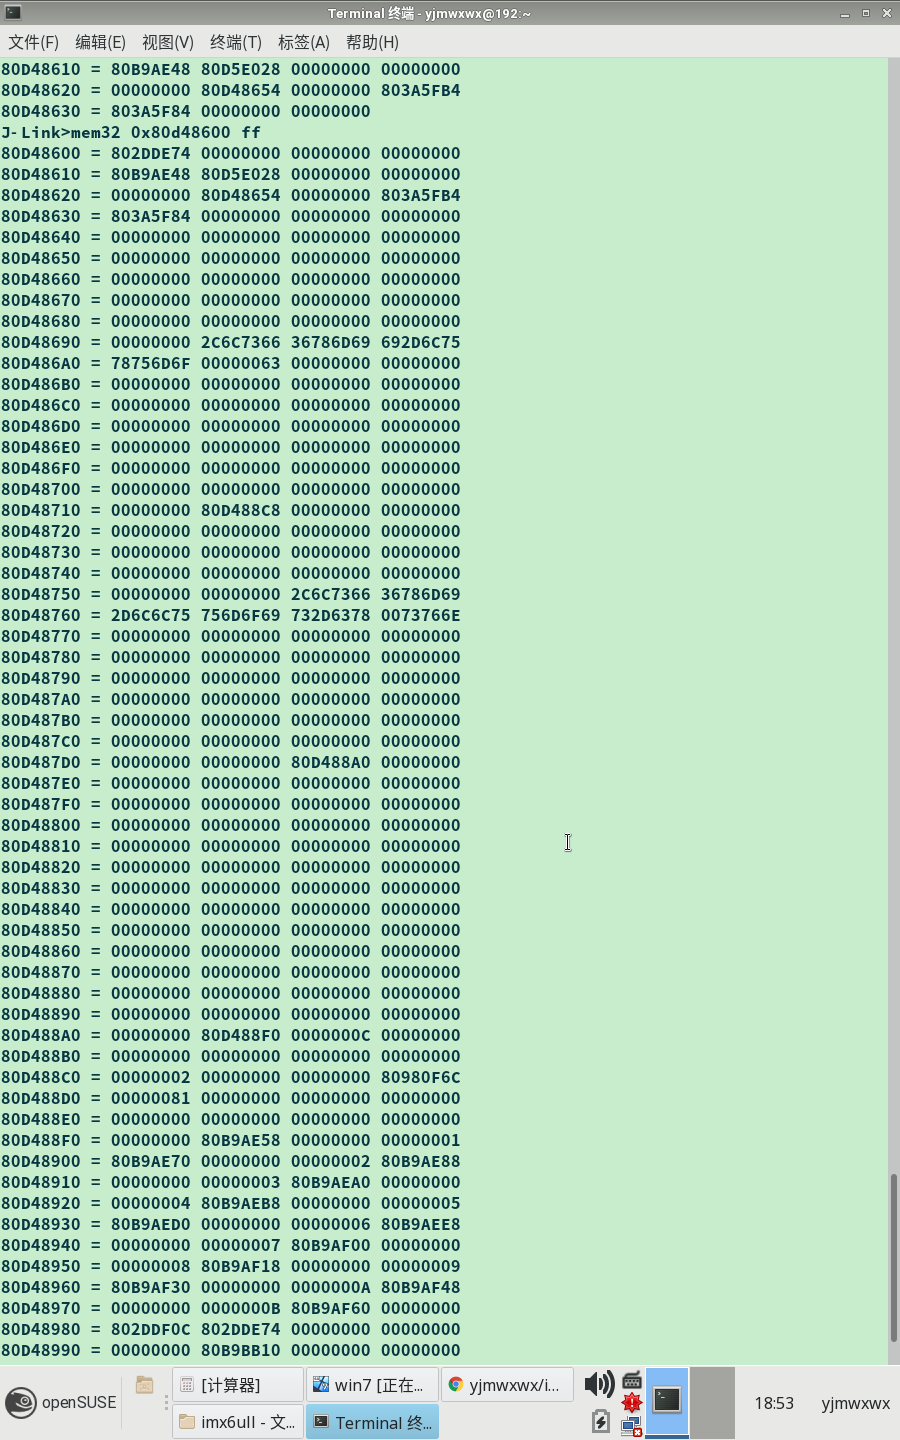 Terminal 终端 - yjmwxwx@192:~
文件(F) 编辑(E) 视图(V) 终端(T) 标签(A) 帮助(H)
80D48610 = 80B9AE48 80D5E028 00000000 00000000
80D48620 = 00000000 80D48654 00000000 803A5FB4
80D48630 = 803A5F84 00000000 00000000
J-Link>mem32 0x80d48600 ff
80D48600 = 802DDE74 00000000 00000000 00000000
80D48610 = 80B9AE48 80D5E028 00000000 00000000
80D48620 = 00000000 80D48654 00000000 803A5FB4
80D48630 = 803A5F84 00000000 00000000 00000000
80D48640 = 00000000 00000000 00000000 00000000
80D48650 = 00000000 00000000 00000000 00000000
80D48660 = 00000000 00000000 00000000 00000000
80D48670 = 00000000 00000000 00000000 00000000
80D48680 = 00000000 00000000 00000000 00000000
80D48690 = 00000000 2C6C7366 36786D69 692D6C75
80D486A0 = 78756D6F 00000063 00000000 00000000
80D486B0 = 00000000 00000000 00000000 00000000
80D486C0 = 00000000 00000000 00000000 00000000
80D486D0 = 00000000 00000000 00000000 00000000
80D486E0 = 00000000 00000000 00000000 00000000
80D486F0 = 00000000 00000000 00000000 00000000
80D48700 = 00000000 00000000 00000000 00000000
80D48710 = 00000000 80D488C8 00000000 00000000
80D48720 = 00000000 00000000 00000000 00000000
80D48730 = 00000000 00000000 00000000 00000000
80D48740 = 00000000 00000000 00000000 00000000
80D48750 = 00000000 00000000 2C6C7366 36786D69
80D48760 = 2D6C6C75 756D6F69 732D6378 0073766E
80D48770 = 00000000 00000000 00000000 00000000
80D48780 = 00000000 00000000 00000000 00000000
80D48790 = 00000000 00000000 00000000 00000000
80D487A0 = 00000000 00000000 00000000 00000000
80D487B0 = 00000000 00000000 00000000 00000000
80D487C0 = 00000000 00000000 00000000 00000000
80D487D0 = 00000000 00000000 80D488A0 00000000
80D487E0 = 00000000 00000000 00000000 00000000
80D487F0 = 00000000 00000000 00000000 00000000
80D48800 = 00000000 00000000 00000000 00000000
80D48810 = 00000000 00000000 00000000 00000000
80D48820 = 00000000 00000000 00000000 00000000
80D48830 = 00000000 00000000 00000000 00000000
80D48840 = 00000000 00000000 00000000 00000000
80D48850 = 00000000 00000000 00000000 00000000
80D48860 = 00000000 00000000 00000000 00000000
80D48870 = 00000000 00000000 00000000 00000000
80D48880 = 00000000 00000000 00000000 00000000
80D48890 = 00000000 00000000 00000000 00000000
80D488A0 = 00000000 80D488F0 0000000C 00000000
80D488B0 = 00000000 00000000 00000000 00000000
80D488C0 = 00000002 00000000 00000000 80980F6C
80D488D0 = 00000081 00000000 00000000 00000000
80D488E0 = 00000000 00000000 00000000 00000000
80D488F0 = 00000000 80B9AE58 00000000 00000001
80D48900 = 80B9AE70 00000000 00000002 80B9AE88
80D48910 = 00000000 00000003 80B9AEA0 00000000
80D48920 = 00000004 80B9AEB8 00000000 00000005
80D48930 = 80B9AED0 00000000 00000006 80B9AEE8
80D48940 = 00000000 00000007 80B9AF00 00000000
80D48950 = 00000008 80B9AF18 00000000 00000009
80D48960 = 80B9AF30 00000000 0000000A 80B9AF48
80D48970 = 00000000 0000000B 80B9AF60 00000000
80D48980 = 802DDF0C 802DDE74 00000000 00000000
80D48990 = 00000000 80B9BB10 00000000 00000000
openSUSE
[计算器]
win7 [正在...
yjmwxwx/i...
imx6ull - 文...
Terminal 终...
18:53
yjmwxwx